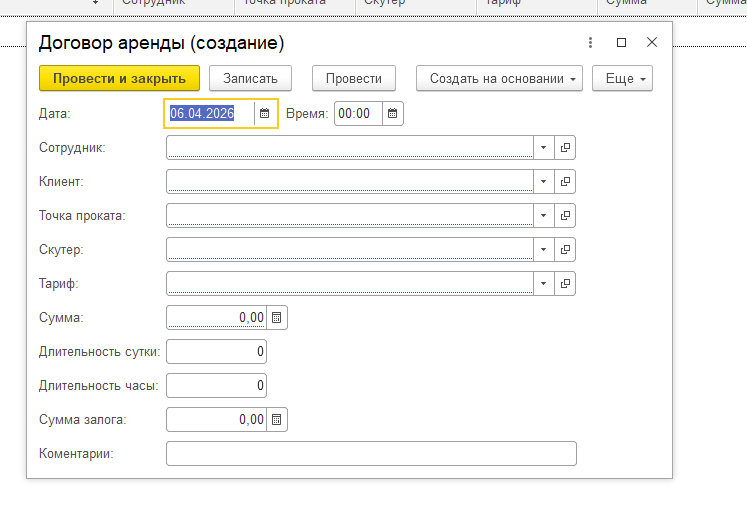 Сотрудник Точка проката Скутер Тариф Сумма Сумма
Договор аренды (создание)
Провести и закрыть Записать Провести Создать на основании Еще
Дата: 06.04.2026 Время: 00:00
Сотрудник:
Клиент:
Точка проката:
Скутер:
Тариф:
Сумма: 0,00
Длительность сутки: 0
Длительность часы: 0
Сумма залога: 0,00
Коментарии: